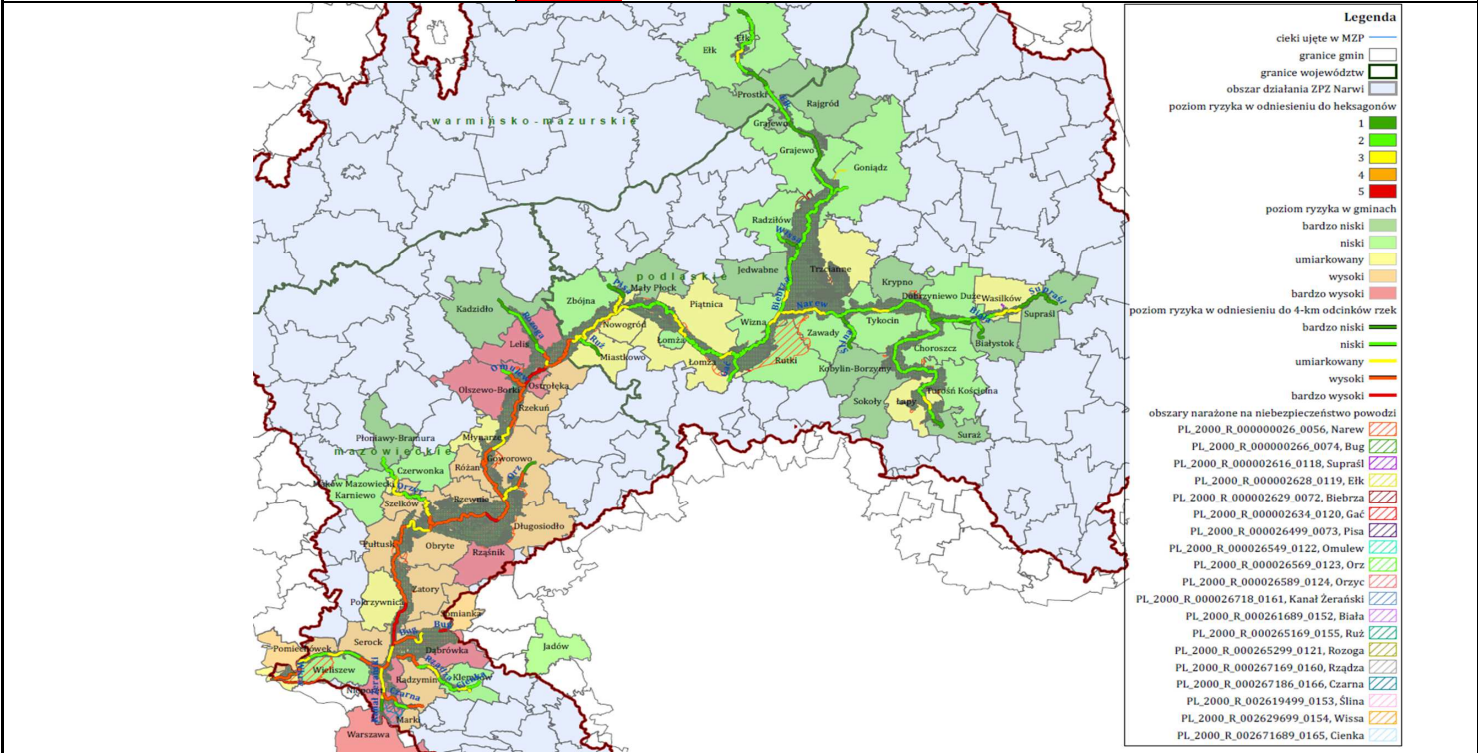 Legenda
cieki ujęte w MZP
granice gmin
granice województw
obszar działania ZPZ Narwi
poziom ryzyka w odniesieniu do heksagonów
1
2
3
4
5
poziom ryzyka w gminach
bardzo niski
niski
umiarkowany
wysoki
bardzo wysoki
poziom ryzyka w odniesieniu do 4-km odcinków rzek
bardzo niski
niski
umiarkowany
wysoki
bardzo wysoki
obszary narażone na niebezpieczeństwo powodzi
PL_2000_R_000000026_0056, Narew
PL_2000_R_000000266_0074, Bug
PL_2000_R_000002616_0118, Supraśl
PL_2000_R_000002628_0119, Ełk
PL_2000_R_000002629_0072, Biebrza
PL_2000_R_000002634_0120, Gać
PL_2000_R_000026499_0073, Pisa
PL_2000_R_000026549_0122, Omulew
PL_2000_R_000026569_0123, Orz
PL_2000_R_000026589_0124, Orzyc
PL_2000_R_000026718_0161, Kanał Żerański
PL_2000_R_000261689_0152, Biała
PL_2000_R_000265169_0155, Ruż
PL_2000_R_000265299_0121, Rozoga
PL_2000_R_000267169_0160, Rządza
PL_2000_R_000267186_0166, Czarna
PL_2000_R_002619499_0153, Ślina
PL_2000_R_002629699_0154, Wissa
PL_2000_R_002671689_0165, Cienka
Ełk
Ełk
Prostki
Rajgród
Grajewo
warmińsko-mazurskie
Grajewo
Goniądz
Radziłów
Wissa
Jedwabne
Trzcianne
podlaskie
Mały Płock
Pisa
Zbójna
Kadzidło
Rozoga
Piątnica
Biebrza
Narew
Krypno
Dobrzyniewo Duże
Wasilków
Supraśl
Supraśl
Nowogród
Wizna
Zawady
Tykocin
Łomża
Ruż
Miastkowo
Lelis
Łomża
Rutki
Choroszcz
Białystok
Kobylin-Borzymy
Omulew
Ostrołęka
Olszewo-Borki
Turośń Kościelna
Sokoły
Łapy
Suraż
Rzekuń
Młynarze
Płoniawy-Bramura
mazowieckie
Goworowo
Różan
Czerwonka
Orz
Maków Mazowiecki
Karniewo
Orzyc
Szelków
Rzewnie
Długosiodło
Pułtusk
Obryte
Rząśnik
Zatory
Pokrzywnica
Somianka
Bug
Bug
Serock
Dąbrówka
Jadów
Pomiechówek
Wieliszew
Rządza
Cienka
Klembów
Radzymin
Nieporęt
Czarna
Kanał Żerański
Marki
Warszawa